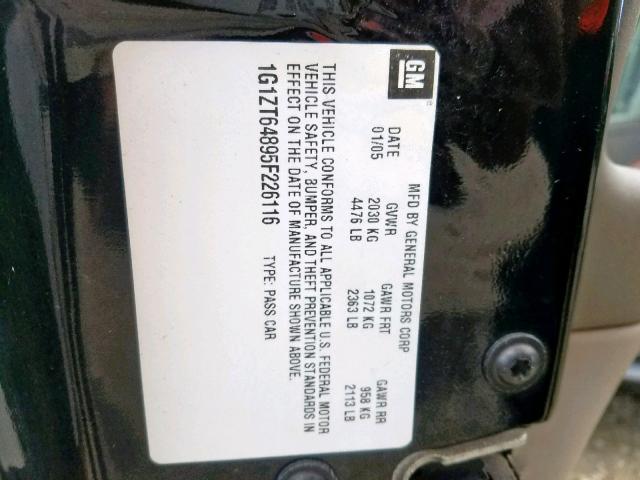 GM
MFD BY GENERAL MOTORS CORP
DATE GVWR GAWR FRT GAWR RR
01/05 2030 KG 1072 KG 958 KG
4476 LB 2363 LB 2113 LB
THIS VEHICLE CONFORMS TO ALL APPLICABLE U.S. FEDERAL MOTOR
VEHICLE SAFETY, BUMPER, AND THEFT PREVENTION STANDARDS IN
EFFECT ON THE DATE OF MANUFACTURE SHOWN ABOVE.
1G1ZT64895F226116 TYPE: PASS CAR